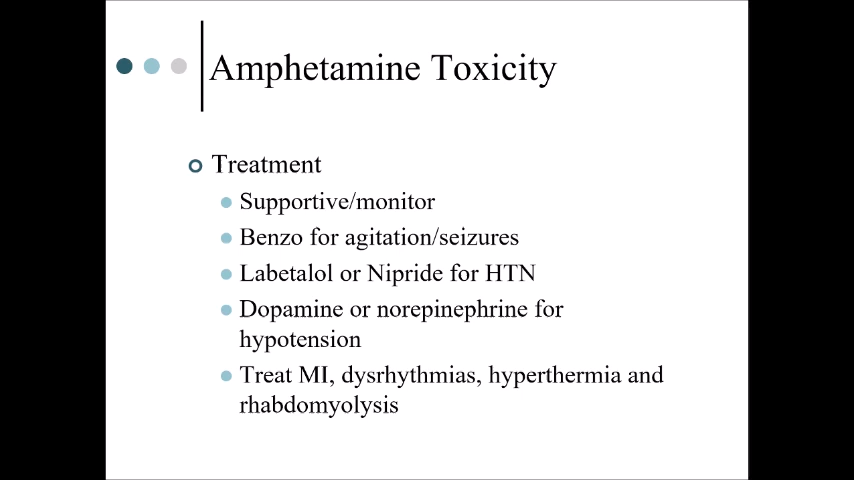 Amphetamine Toxicity
Treatment
Supportive/monitor
Benzo for agitation/seizures
Labetalol or Nipride for HTN
Dopamine or norepinephrine for
hypotension
Treat MI, dysrhythmias, hyperthermia and
rhabdomyolysis